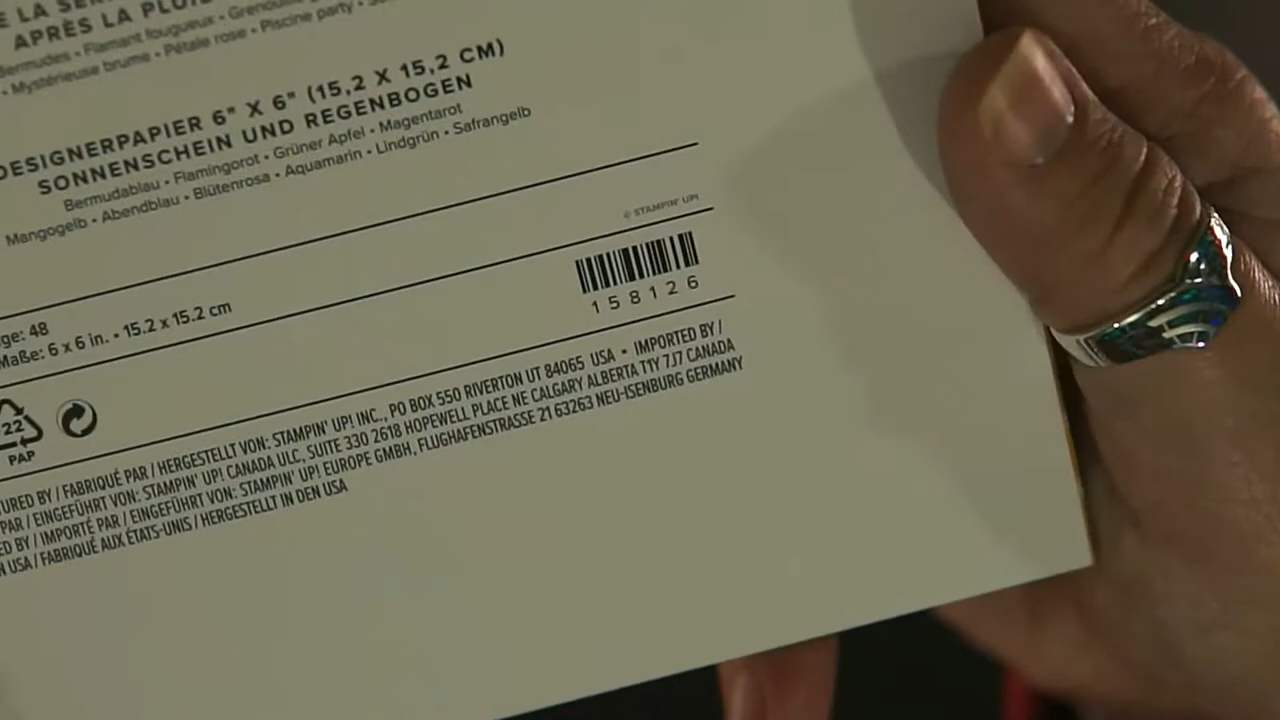 E LA SÉR
APRÈS LA PLUIE
Bermudes • Flamant fougueux • Grenouil
• Mystérieuse brume • Pétale rose • Piscine party •
DESIGNERPAPIER 6" X 6" (15,2 X 15,2 CM)
SONNENSCHEIN UND REGENBOGEN
Bermudablau • Flamingorot • Grüner Apfel • Magentarot
Mangogelb • Abendblau • Blütenrosa • Aquamarin • Lindgrün • Safrangelb
© STAMPIN' UP!
158126
ge: 48
Maße: 6 x 6 in. • 15.2 x 15.2 cm
22
PAP
URED BY / FABRIQUÉ PAR / HERGESTELLT VON: STAMPIN' UP! INC., PO BOX 550 RIVERTON UT 84065 USA • IMPORTED BY /
PAR / EINGEFÜHRT VON: STAMPIN' UP! CANADA ULC, SUITE 330 2618 HOPEWELL PLACE NE CALGARY ALBERTA T1Y 7J7 CANADA
ED BY / IMPORTÉ PAR / EINGEFÜHRT VON: STAMPIN' UP! EUROPE GMBH, FLUGHAFENSTRASSE 21 63263 NEU-ISENBURG GERMANY
N USA / FABRIQUÉ AUX ÉTATS-UNIS / HERGESTELLT IN DEN USA